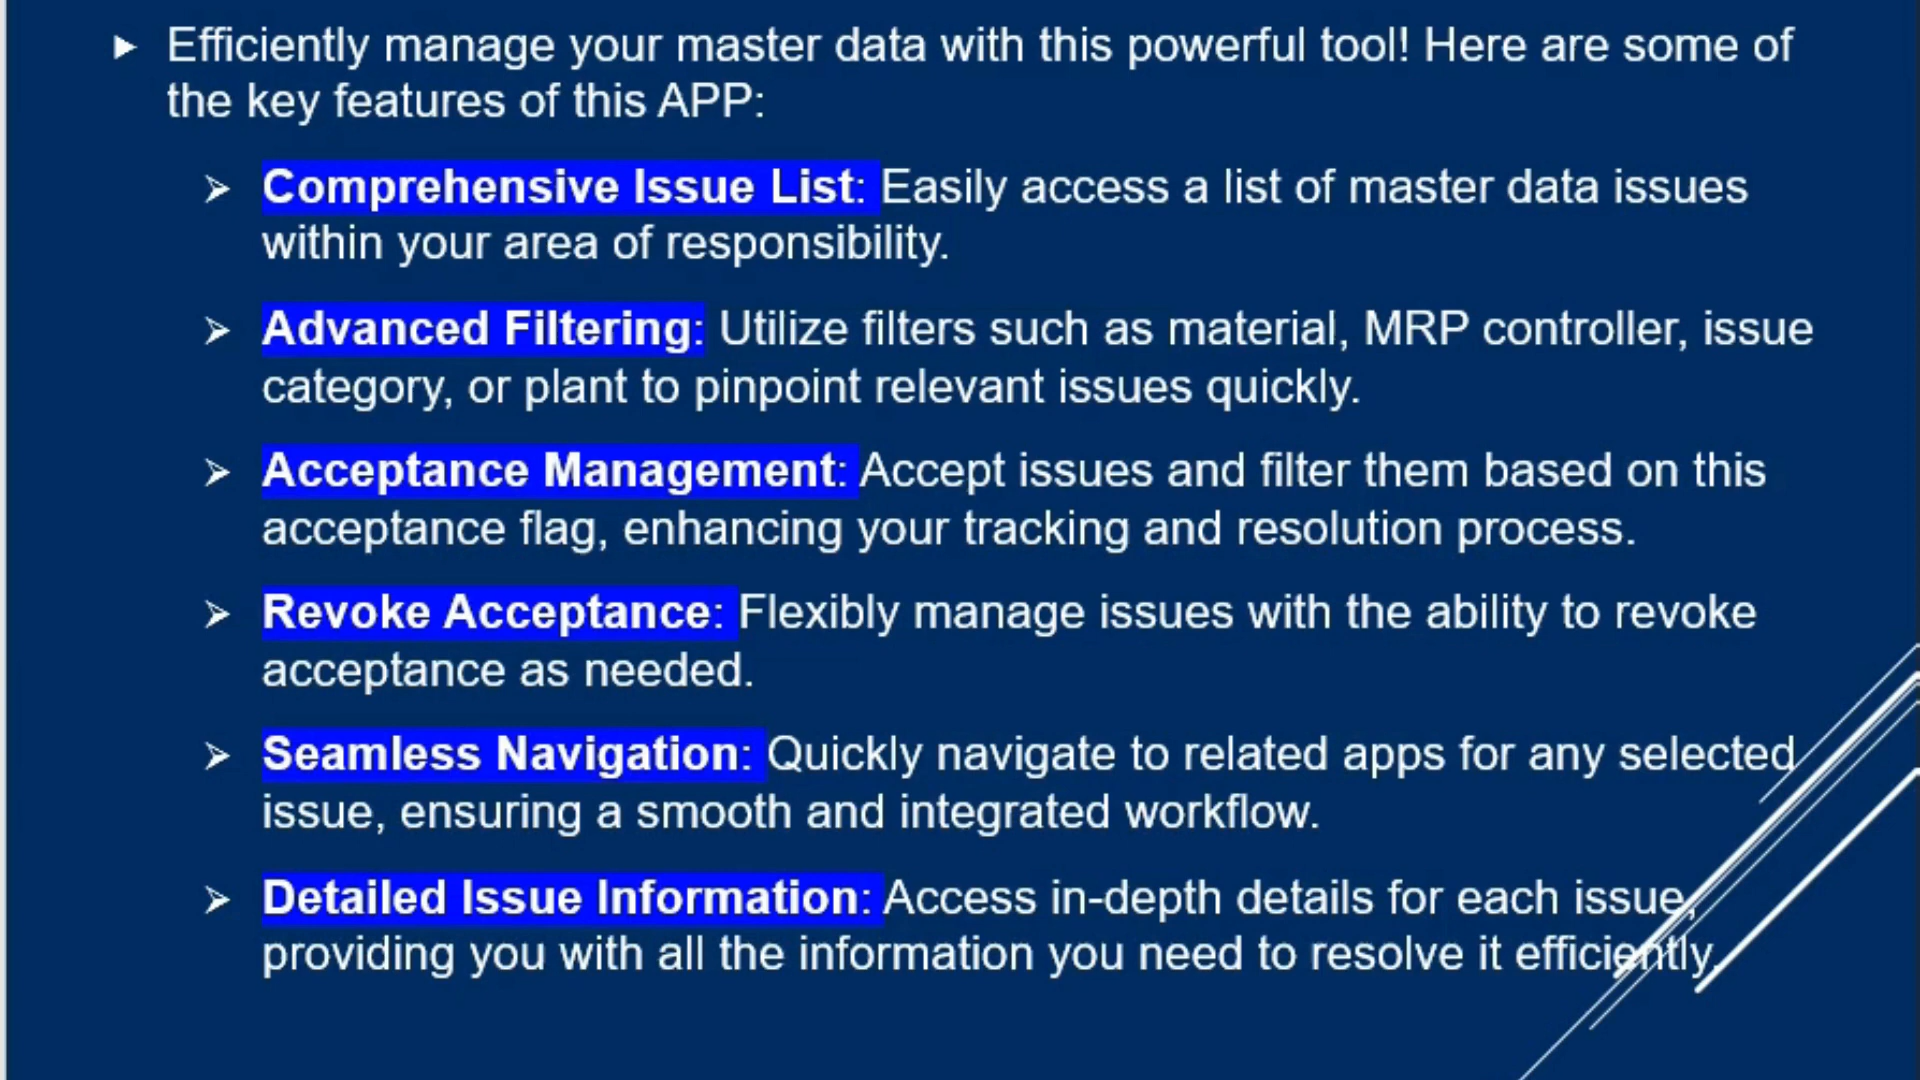 Efficiently manage your master data with this powerful tool! Here are some of
the key features of this APP:
Comprehensive Issue List: Easily access a list of master data issues
within your area of responsibility.
Advanced Filtering: Utilize filters such as material, MRP controller, issue
category, or plant to pinpoint relevant issues quickly.
Acceptance Management: Accept issues and filter them based on this
acceptance flag, enhancing your tracking and resolution process.
Revoke Acceptance: Flexibly manage issues with the ability to revoke
acceptance as needed.
Seamless Navigation: Quickly navigate to related apps for any selected
issue, ensuring a smooth and integrated workflow.
Detailed Issue Information: Access in-depth details for each issue,
providing you with all the information you need to resolve it efficiently.